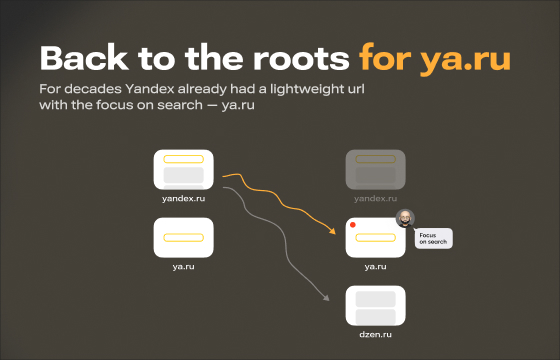 Back to the roots for ya.ru
For decades Yandex already had a lightweight url
with the focus on search — ya.ru
yandex.ru
yandex.ru
ya.ru
ya.ru
Focus
on search
dzen.ru